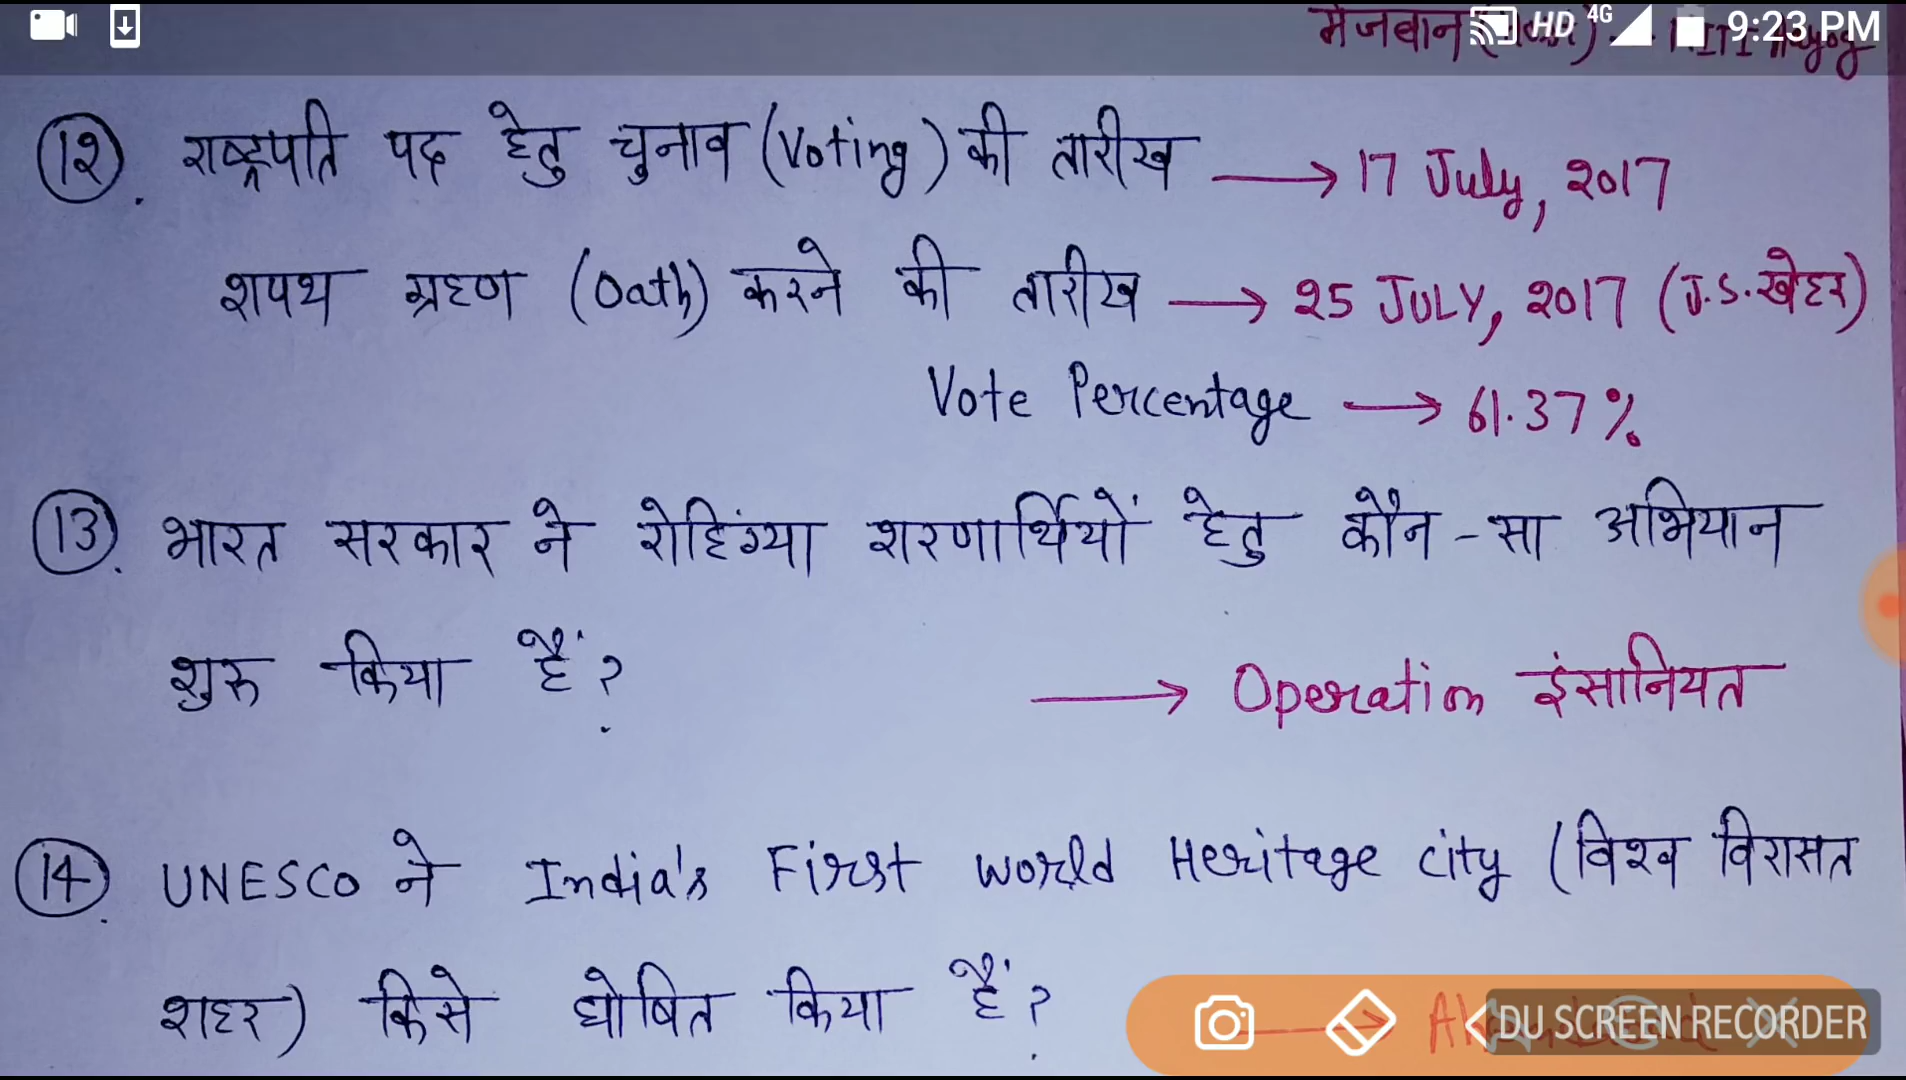 HD 4G 9:23 PM
मेजबान
12. राष्ट्रपति पद हेतु चुनाव (Voting) की तारीख → 17 July, 2017
शपथ ग्रहण (Oath) करने की तारीख → 25 JULY, 2017 (J.S. खेहर)
Vote Percentage → 61.37%
13. भारत सरकार ने रोहिंग्या शरणार्थियों हेतु कौन-सा अभियान
शुरू किया हैं?
→ Operation इंसानियत
14. UNESCO ने India's First World Heritage City (विश्व विरासत
शहर) किसे घोषित किया हैं? →
DU SCREEN RECORDER